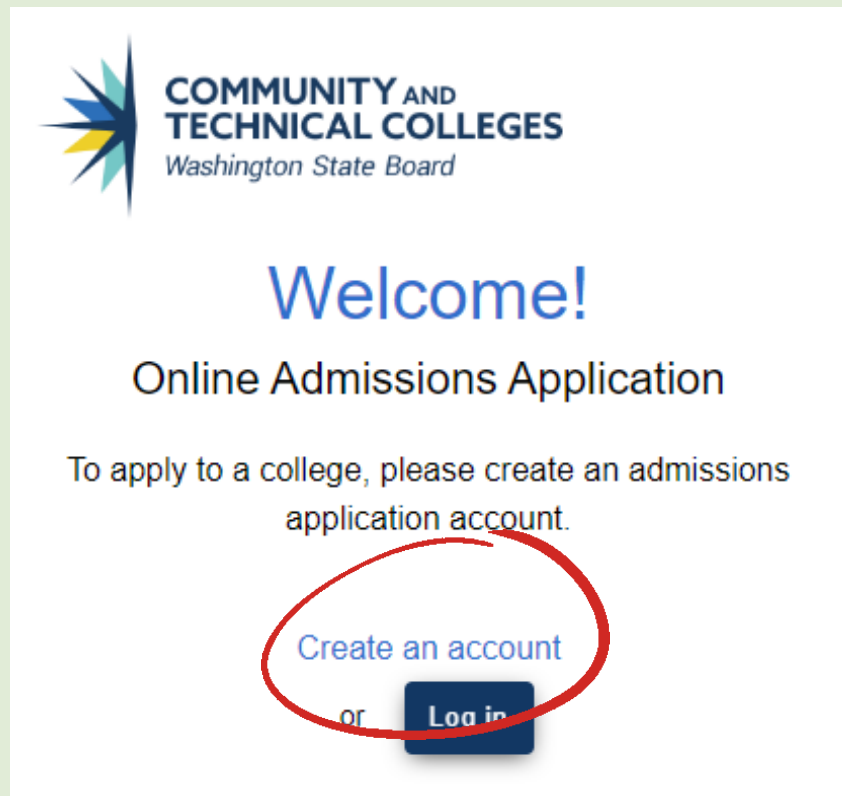 COMMUNITY AND
TECHNICAL COLLEGES
Washington State Board
Welcome!
Online Admissions Application
To apply to a college, please create an admissions
application account.
Create an account
or Log in